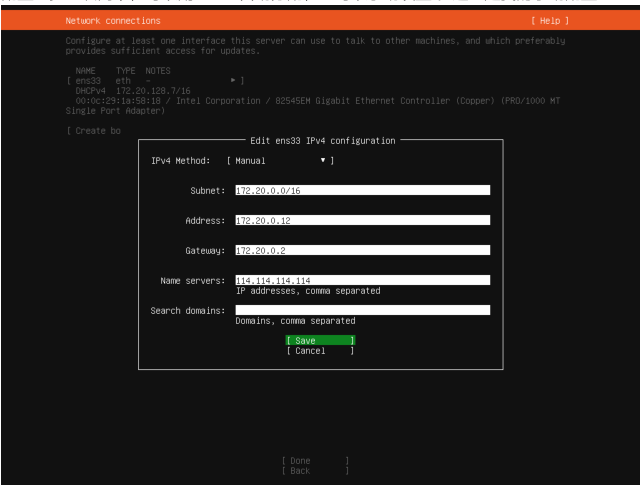 Network connections [ Help ]
Configure at least one interface this server can use to talk to other machines, and which preferably
provides sufficient access for updates.
NAME TYPE NOTES
[ ens33 eth - ▸ ]
DHCPv4 172.20.128.7/16
00:0c:29:1a:58:18 / Intel Corporation / 82545EM Gigabit Ethernet Controller (Copper) (PRO/1000 MT
Single Port Adapter)
[ Create bo
Edit ens33 IPv4 configuration
IPv4 Method: [ Manual ▾ ]
Subnet: 172.20.0.0/16
Address: 172.20.0.12
Gateway: 172.20.0.2
Name servers: 114.114.114.114
IP addresses, comma separated
Search domains:
Domains, comma separated
[ Save ]
[ Cancel ]
[ Done ]
[ Back ]